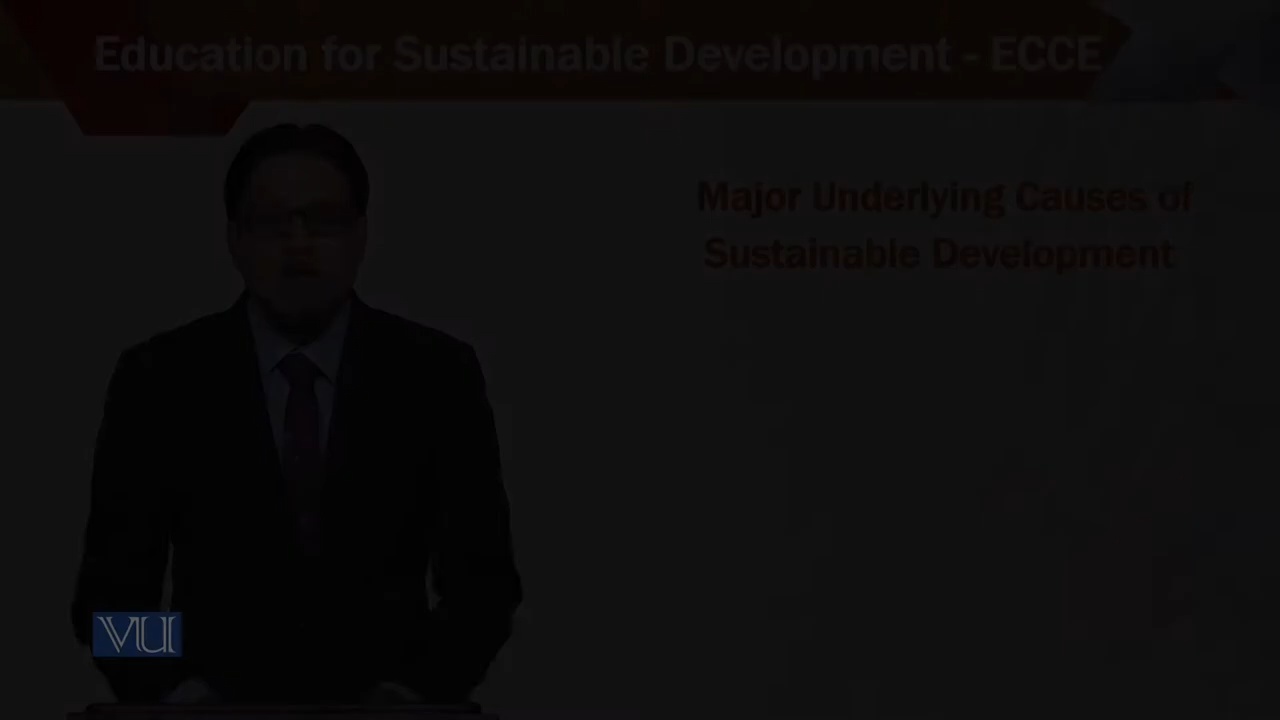 Education for Sustainable Development - ECCE
Major Underlying Causes of
Sustainable Development
VU